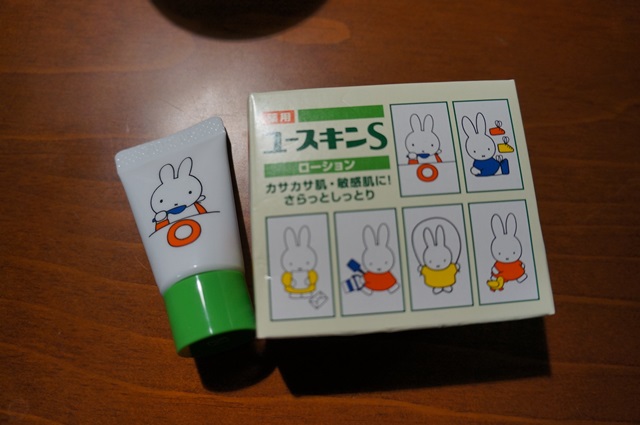 薬用
ユースキンS
ローション
カサカサ肌・敏感肌に!
さらっとしっとり